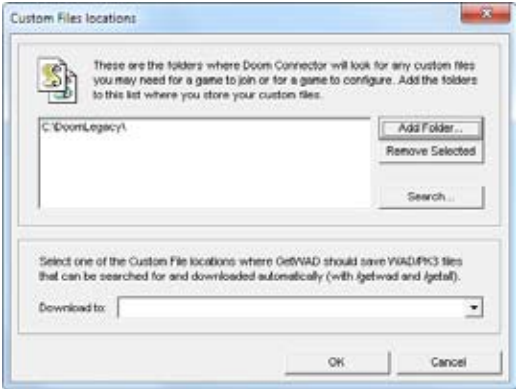 Custom Files locations
These are the folders where Doom Connector will look for any custom files
you may need for a game to join or for a game to configure. Add the folders
to this list where you store your custom files.
C:\DoomLegacy\
Add Folder...
Remove Selected
Search...
Select one of the Custom File locations where GetWAD should save WAD/PK3 files
that can be searched for and downloaded automatically (with /getwad and /getall).
Download to:
OK
Cancel